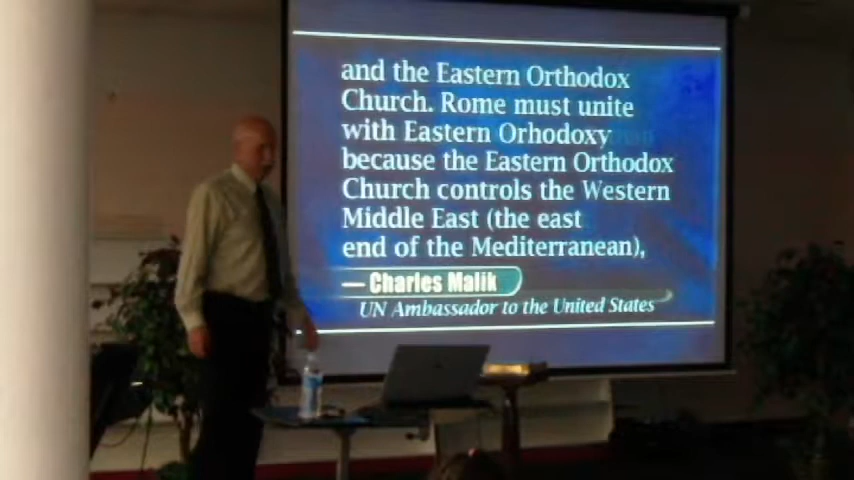 and the Eastern Orthodox
Church. Rome must unite
with Eastern Orhodoxy
because the Eastern Orthodox
Church controls the Western
Middle East (the east
end of the Mediterranean),
— Charles Malik
UN Ambassador to the United States